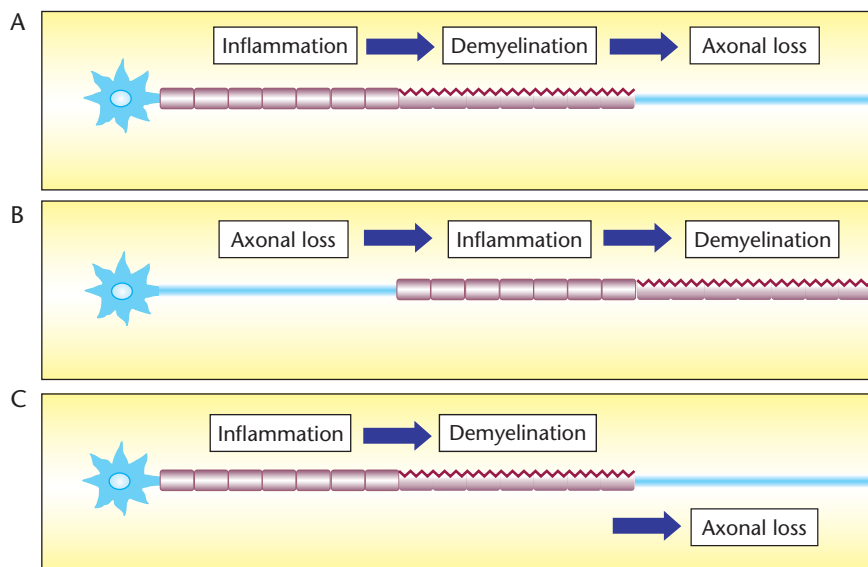 A
Inflammation Demyelination Axonal loss
B
Axonal loss Inflammation Demyelination
C
Inflammation Demyelination
Axonal loss